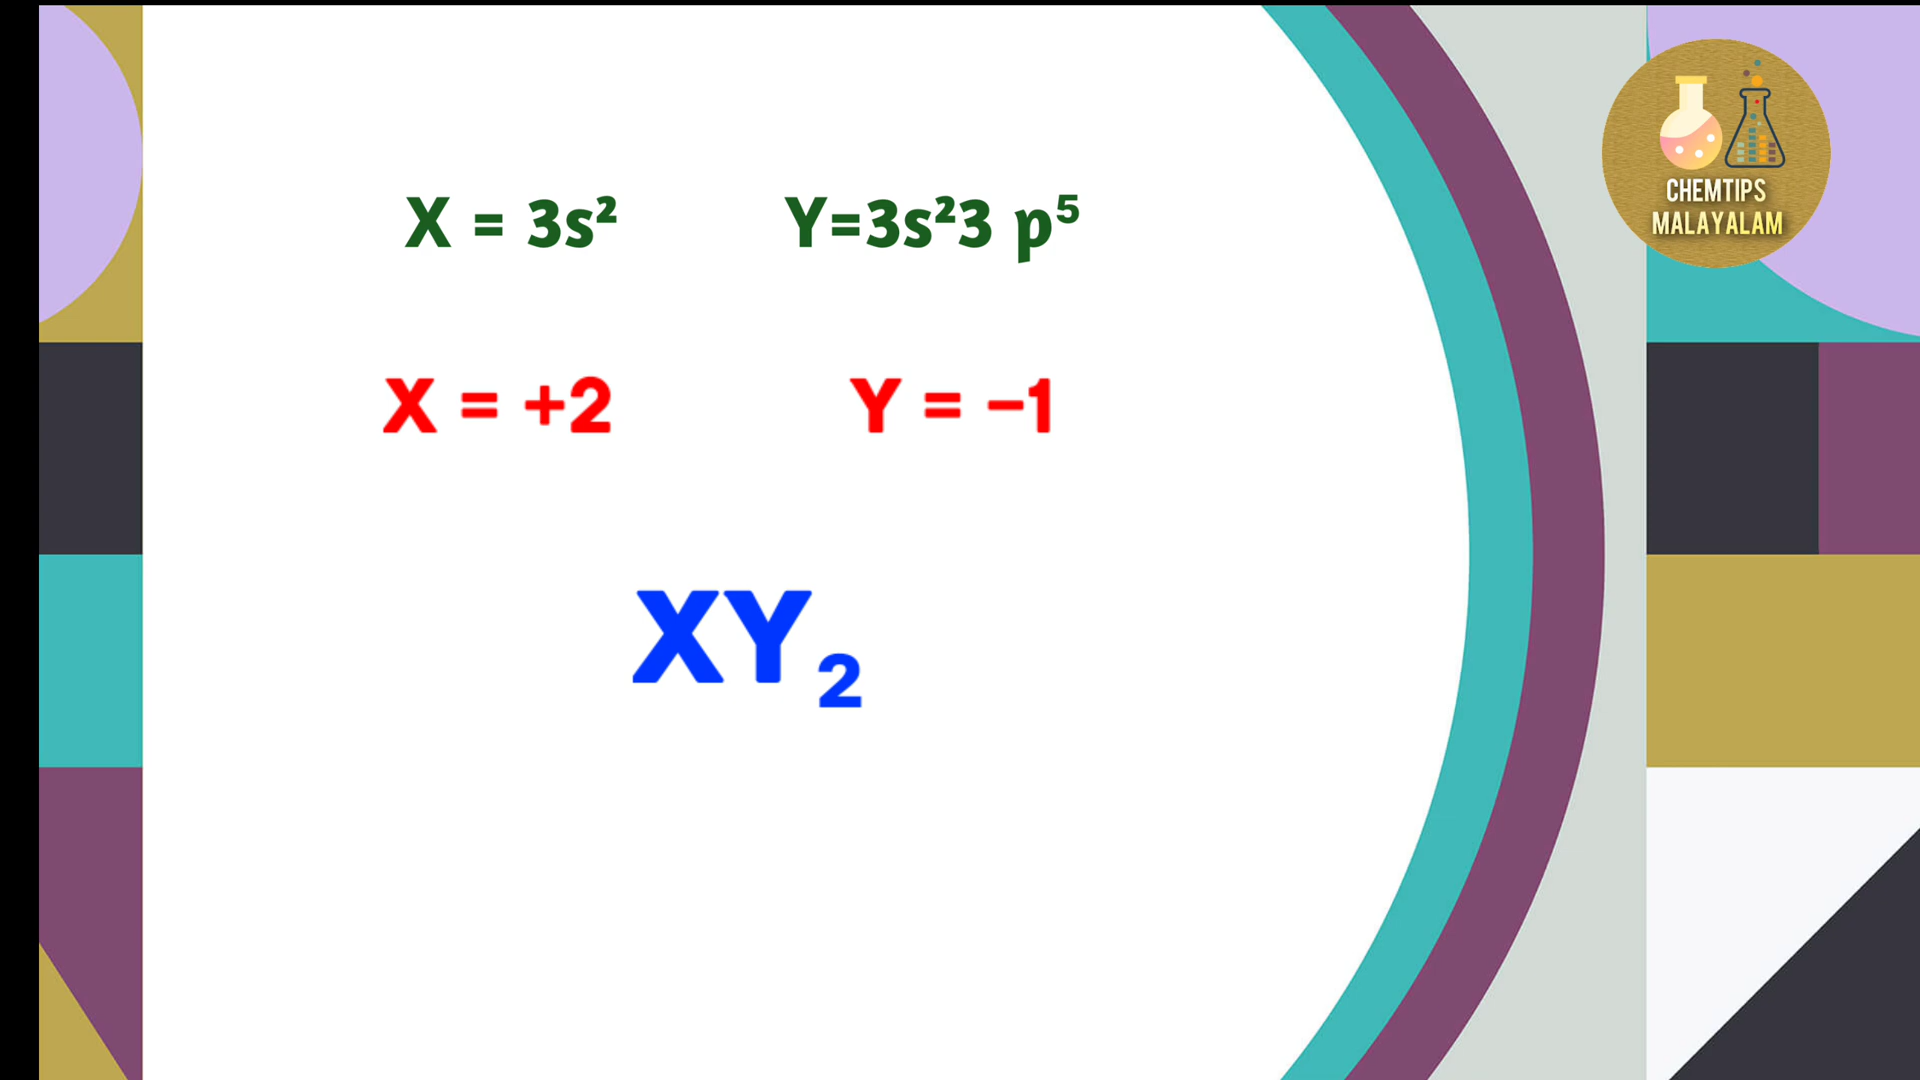 X = 3s² Y=3s²3 p⁵
X = +2 Y = −1
XY₂
CHEMTIPS
MALAYALAM